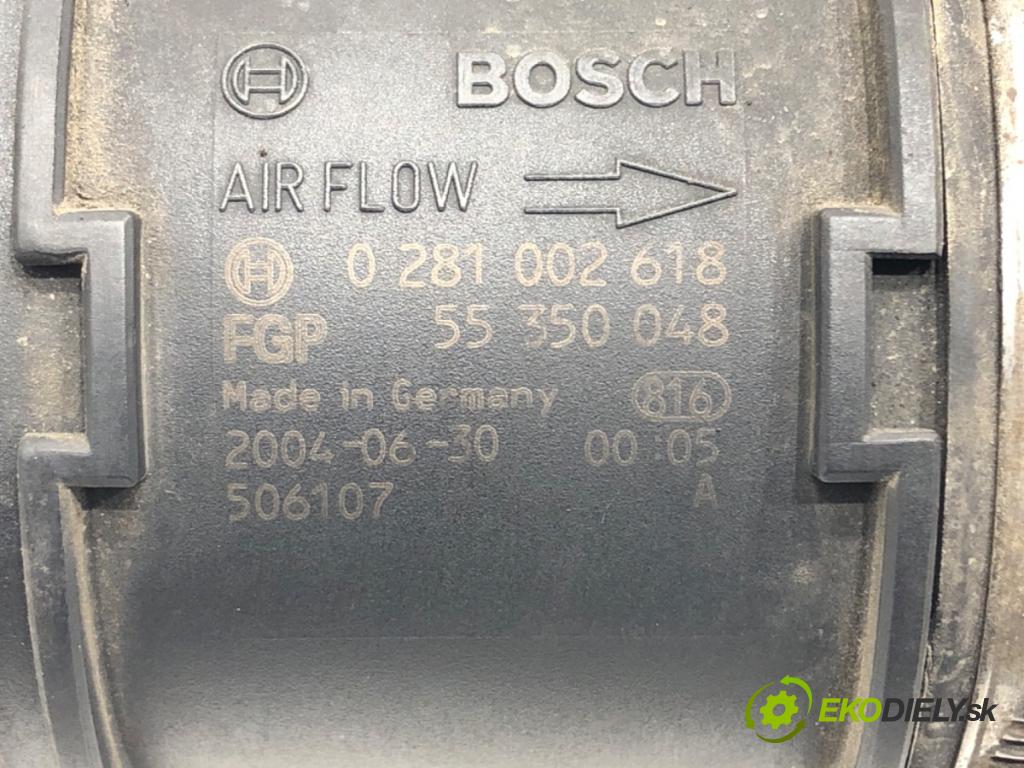 BOSCH
AIR FLOW
0 281 002 618
FGP 55 350 048
Made in Germany 816
2004-06-30 00:05
506107 A
EKODIELY.sk